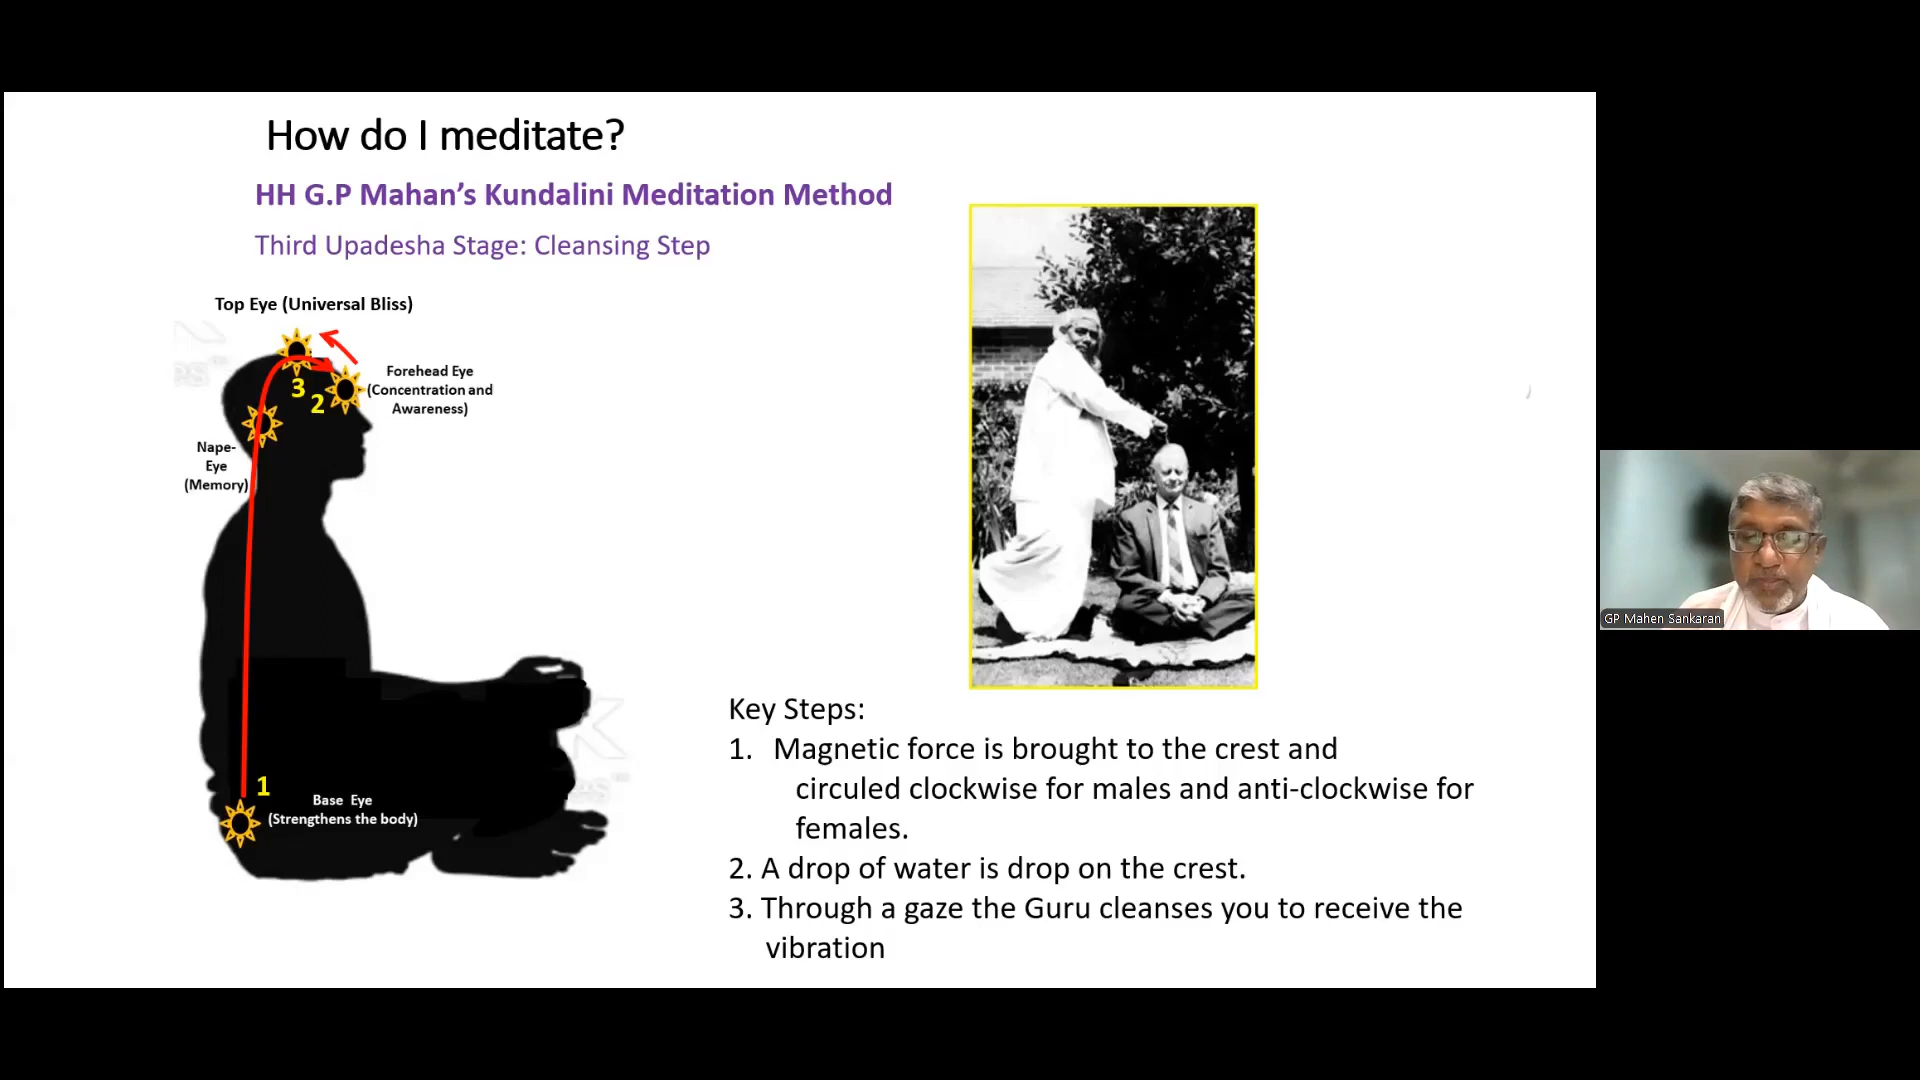 How do I meditate?
HH G.P Mahan's Kundalini Meditation Method
Third Upadesha Stage: Cleansing Step
Top Eye (Universal Bliss)
Forehead Eye
(Concentration and
Awareness)
3
2
Nape-
Eye
(Memory)
1
Base Eye
(Strengthens the body)
Key Steps:
1. Magnetic force is brought to the crest and
circuled clockwise for males and anti-clockwise for
females.
2. A drop of water is drop on the crest.
3. Through a gaze the Guru cleanses you to receive the
vibration
GP Mahen Sankaran